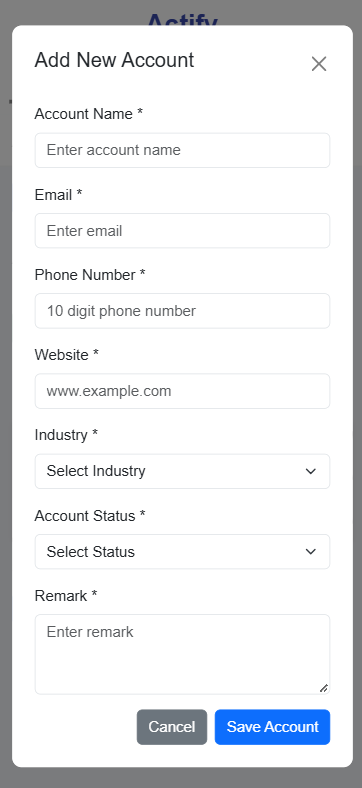 Actify
Add New Account
Account Name *
Enter account name
Email *
Enter email
Phone Number *
10 digit phone number
Website *
www.example.com
Industry *
Select Industry
Account Status *
Select Status
Remark *
Enter remark
Cancel Save Account